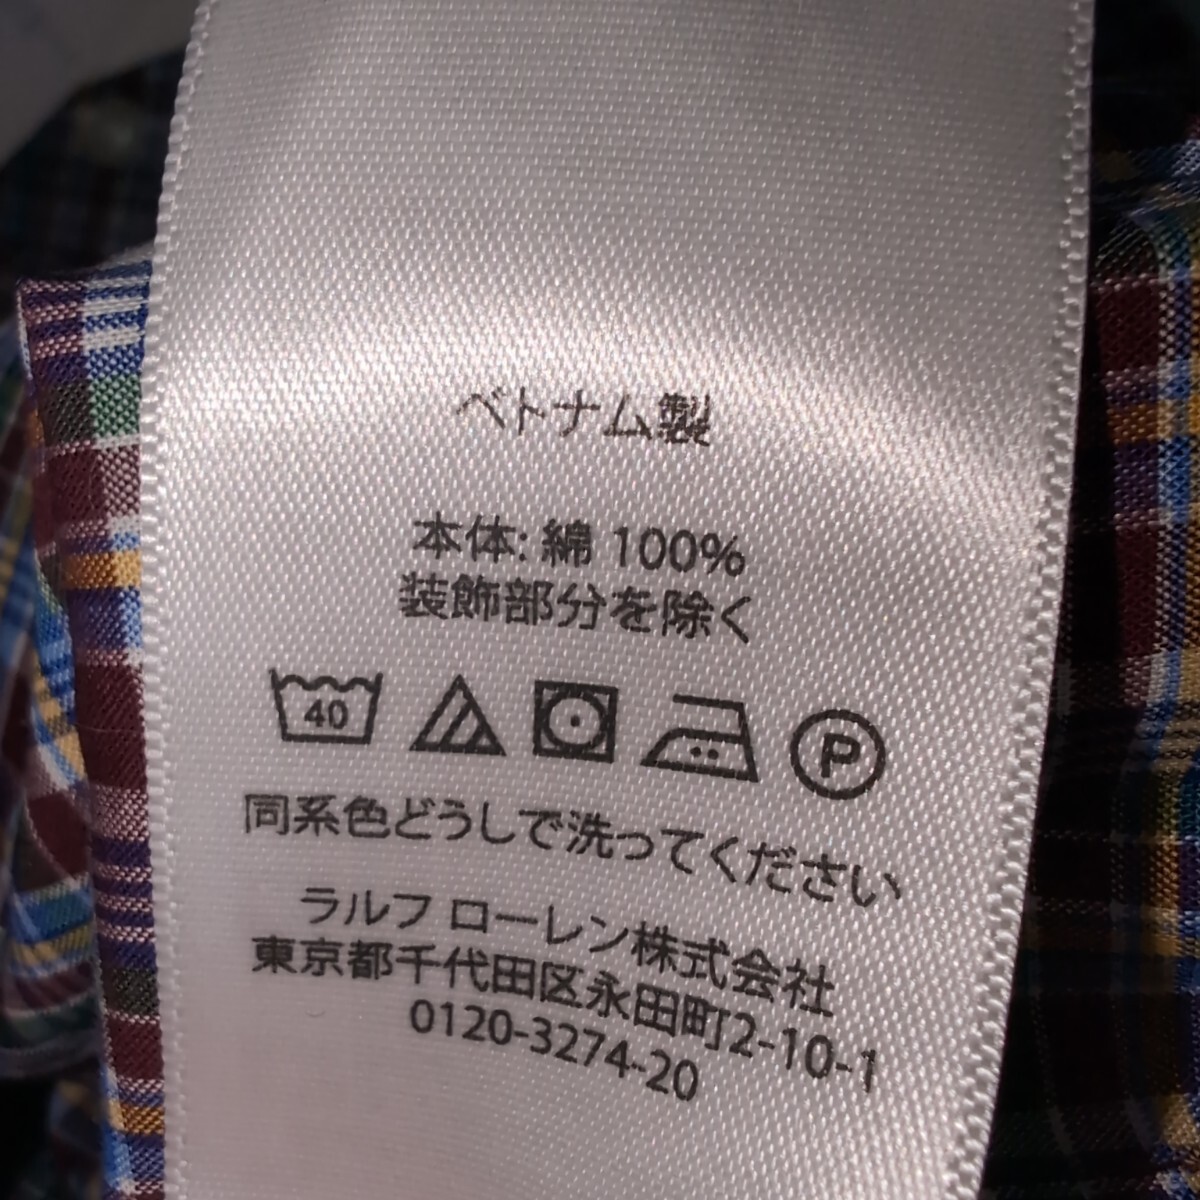 ベトナム製
本体: 綿 100%
装飾部分を除く
40 P
同系色どうしで洗ってください
ラルフ ローレン株式会社
東京都千代田区永田町2-10-1
0120-3274-20